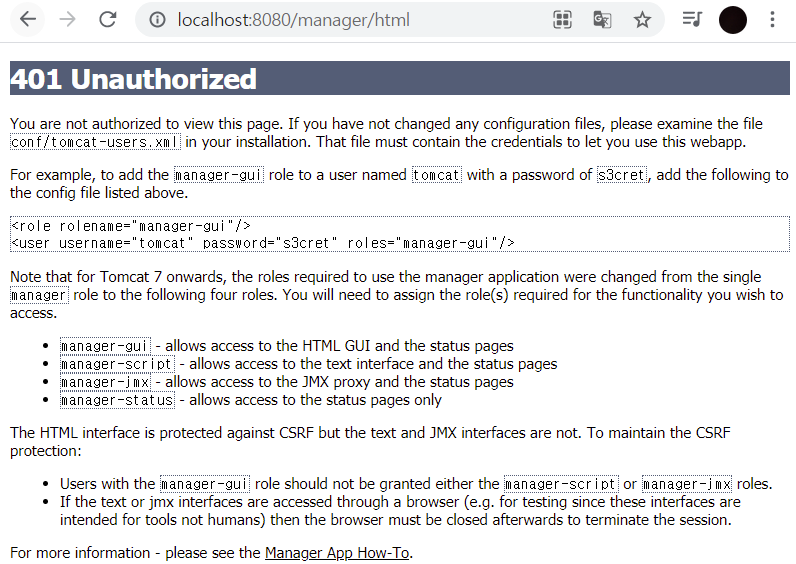 localhost:8080/manager/html
401 Unauthorized
You are not authorized to view this page. If you have not changed any configuration files, please examine the file
conf/tomcat-users.xml in your installation. That file must contain the credentials to let you use this webapp.
For example, to add the manager-gui role to a user named tomcat with a password of s3cret, add the following to
the config file listed above.
<role rolename="manager-gui"/>
<user username="tomcat" password="s3cret" roles="manager-gui"/>
Note that for Tomcat 7 onwards, the roles required to use the manager application were changed from the single
manager role to the following four roles. You will need to assign the role(s) required for the functionality you wish to
access.
• manager-gui - allows access to the HTML GUI and the status pages
• manager-script - allows access to the text interface and the status pages
• manager-jmx - allows access to the JMX proxy and the status pages
• manager-status - allows access to the status pages only
The HTML interface is protected against CSRF but the text and JMX interfaces are not. To maintain the CSRF
protection:
• Users with the manager-gui role should not be granted either the manager-script or manager-jmx roles.
• If the text or jmx interfaces are accessed through a browser (e.g. for testing since these interfaces are
intended for tools not humans) then the browser must be closed afterwards to terminate the session.
For more information - please see the Manager App How-To.